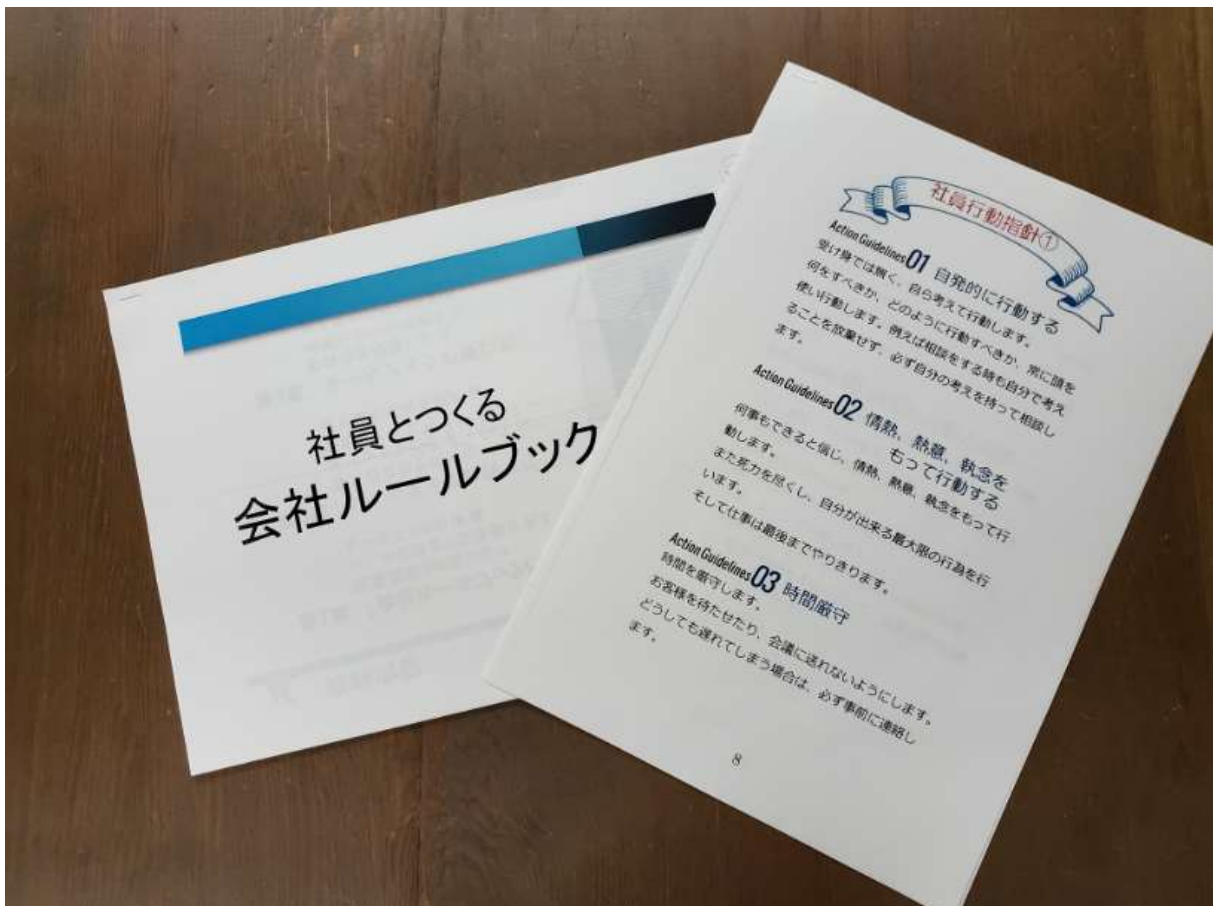 社員とつくる
会社ルールブック
社員行動指針①
Action Guidelines 01 自発的に行動する
受け身では無く、自ら考えて行動します。
何をすべきか、どのように行動すべきか、常に頭を
使い行動します。例えば相談をする時も自分で考え
ることを放棄せず、必ず自分の考えを持って相談し
ます。
Action Guidelines 02 情熱、熱意、執念を
もって行動する
何事もできると信じ、情熱、熱意、執念をもって行
動します。
また死力を尽くし、自分が出来る最大限の行為を行
います。
そして仕事は最後までやりきります。
Action Guidelines 03 時間厳守
時間を厳守します。
お客様を待たせたり、会議に送れないようにします。
どうしても遅れてしまう場合は、必ず事前に連絡し
ます。
8